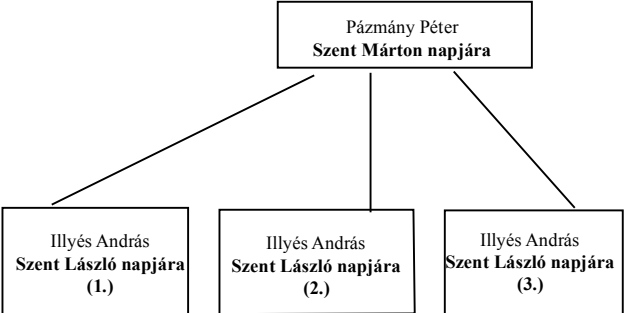 Pázmány Péter
Szent Márton napjára
Illyés András
Szent László napjára
(1.)
Illyés András
Szent László napjára
(2.)
Illyés András
Szent László napjára
(3.)